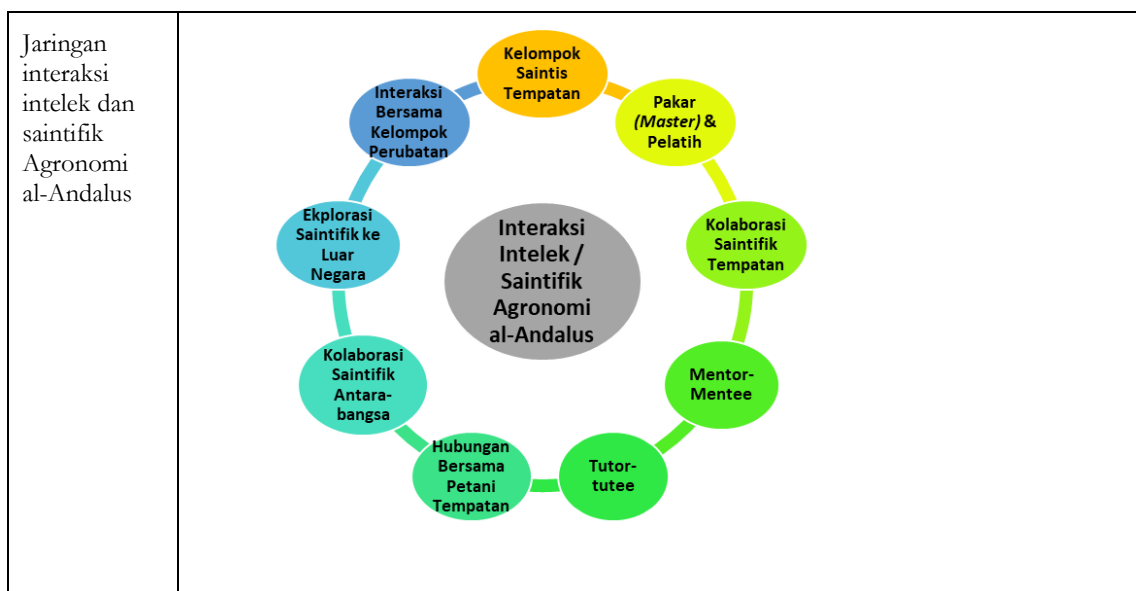 Jaringan
interaksi
intelek dan
saintifik
Agronomi
al-Andalus
Kelompok
Saintis
Tempatan
Pakar
(Master) &
Pelatih
Kolaborasi
Saintifik
Tempatan
Mentor-
Mentee
Tutor-
tutee
Hubungan
Bersama
Petani
Tempatan
Kolaborasi
Saintifik
Antara-
bangsa
Ekplorasi
Saintifik ke
Luar
Negara
Interaksi
Bersama
Kelompok
Perubatan
Interaksi
Intelek /
Saintifik
Agronomi
al-Andalus